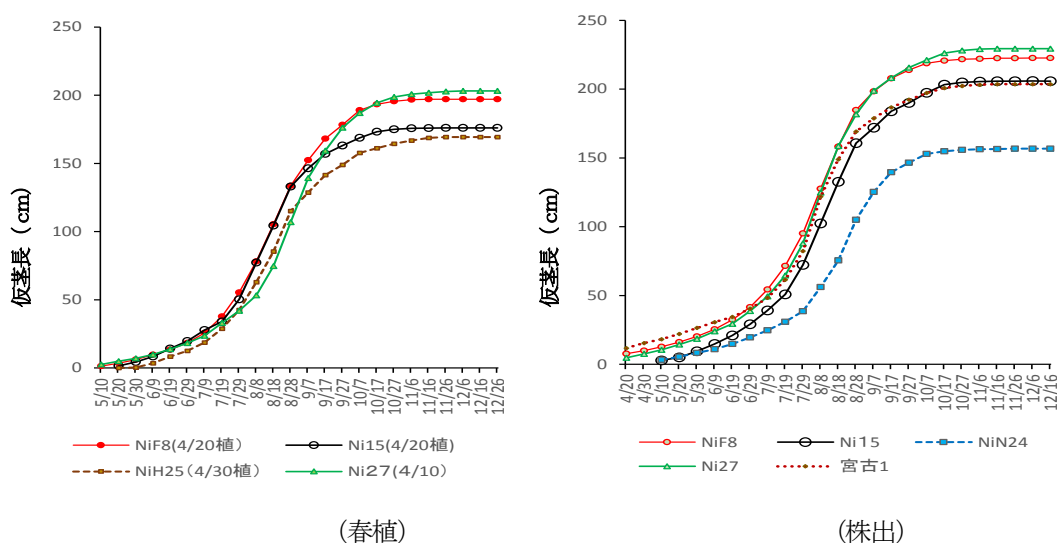 250
200
150
100
50
0
仮茎長（cm）
5/10 5/20 5/30 6/9 6/19 6/29 7/9 7/19 7/29 8/8 8/18 8/28 9/7 9/17 9/27 10/7 10/17 10/27 11/6 11/16 11/26 12/6 12/16 12/26
NiF8(4/20植） Ni15(4/20植)
NiH25（4/30植） Ni27(4/10）
（春植）
250
200
150
100
50
0
仮茎長（cm）
4/20 4/30 5/10 5/20 5/30 6/9 6/19 6/29 7/9 7/19 7/29 8/8 8/18 8/28 9/7 9/17 9/27 10/7 10/17 10/27 11/6 11/16 11/26 12/6 12/16
NiF8 Ni15 NiN24
Ni27 宮古1
（株出）